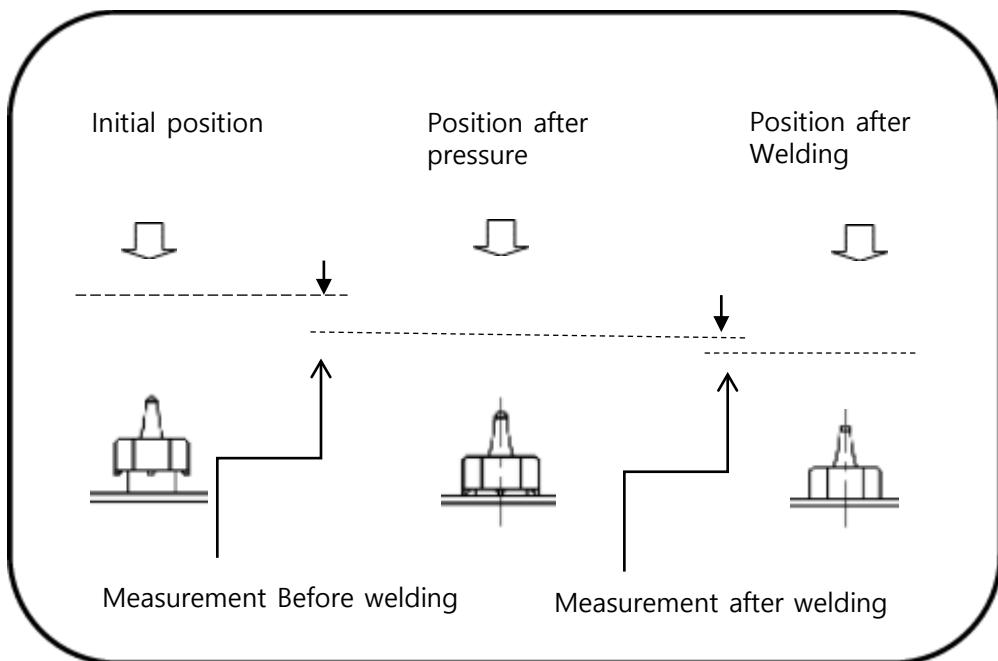 Initial position
Position after
pressure
Position after
Welding
Measurement Before welding
Measurement after welding